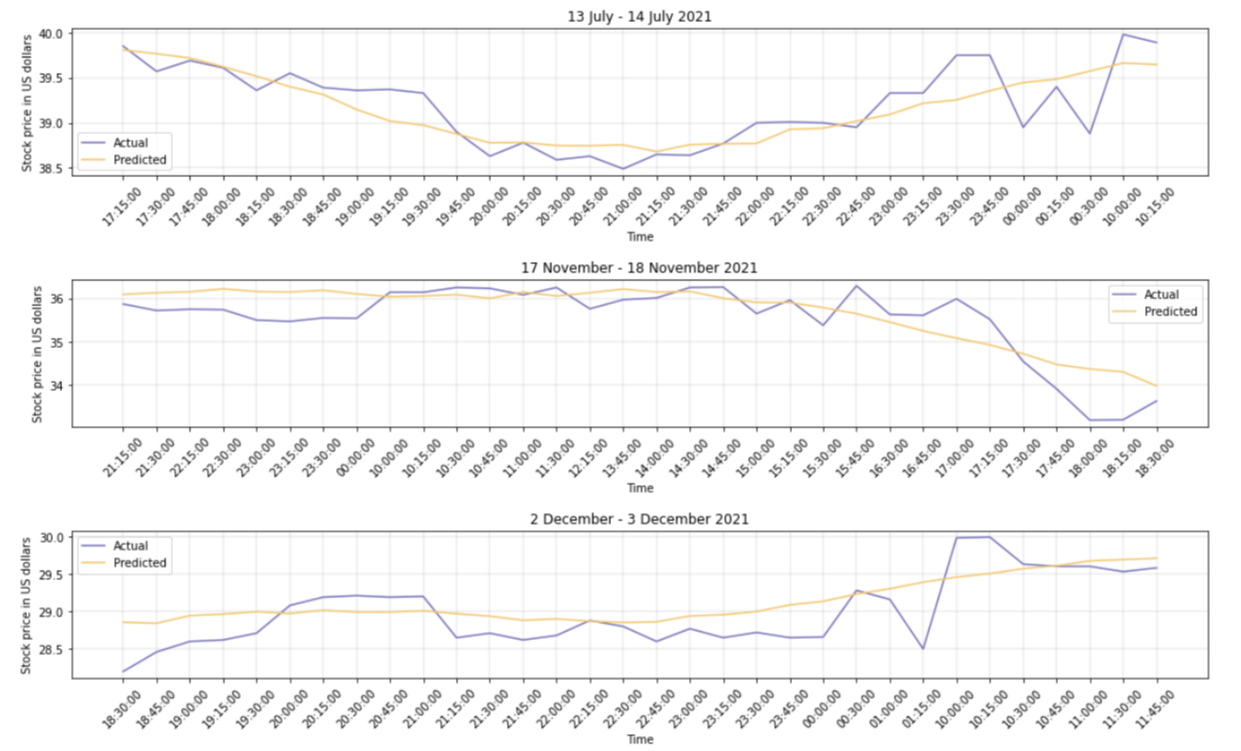 13 July - 14 July 2021
Stock price in US dollars
40.0
39.5
39.0
38.5
Actual
Predicted
17:15:00 17:30:00 17:45:00 18:00:00 18:15:00 18:30:00 18:45:00 19:00:00 19:15:00 19:30:00 19:45:00 20:00:00 20:15:00 20:30:00 20:45:00 21:00:00 21:15:00 21:30:00 21:45:00 22:00:00 22:15:00 22:30:00 22:45:00 23:00:00 23:15:00 23:30:00 23:45:00 00:00:00 00:15:00 00:30:00 10:00:00 10:15:00
Time
17 November - 18 November 2021
Stock price in US dollars
36
35
34
Actual
Predicted
21:15:00 21:30:00 22:15:00 22:30:00 23:00:00 23:15:00 23:30:00 00:00:00 10:00:00 10:15:00 10:30:00 10:45:00 11:00:00 11:30:00 12:15:00 13:45:00 14:00:00 14:30:00 14:45:00 15:00:00 15:15:00 15:30:00 15:45:00 16:30:00 16:45:00 17:00:00 17:15:00 17:30:00 17:45:00 18:00:00 18:15:00 18:30:00
Time
2 December - 3 December 2021
Stock price in US dollars
30.0
29.5
29.0
28.5
Actual
Predicted
18:30:00 18:45:00 19:00:00 19:15:00 19:30:00 20:00:00 20:15:00 20:30:00 20:45:00 21:00:00 21:15:00 21:30:00 21:45:00 22:00:00 22:15:00 22:30:00 22:45:00 23:00:00 23:15:00 23:30:00 23:45:00 00:00:00 00:30:00 01:00:00 01:15:00 10:00:00 10:15:00 10:30:00 10:45:00 11:00:00 11:30:00 11:45:00
Time